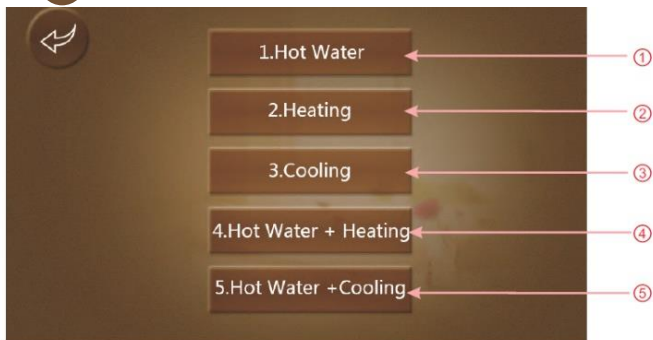 1.Hot Water
①
2.Heating
②
3.Cooling
③
4.Hot Water + Heating
④
5.Hot Water +Cooling
⑤